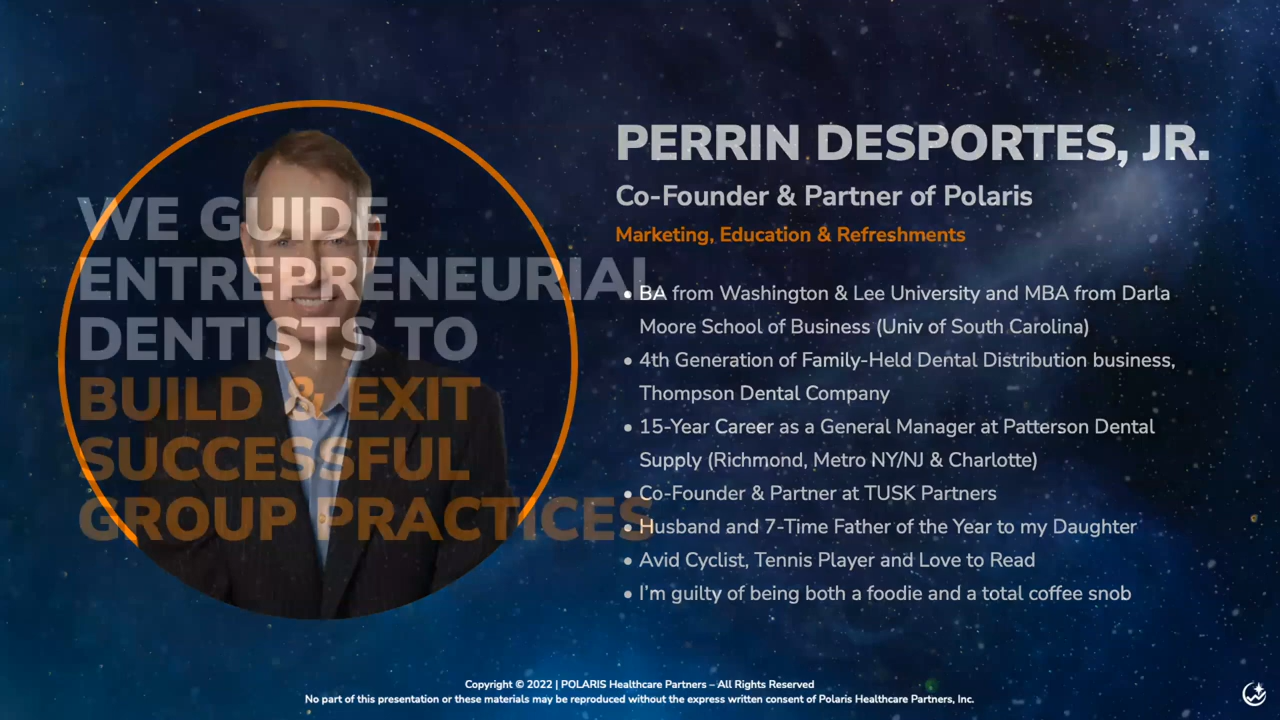 WE GUIDE
ENTREPRENEURIAL
DENTISTS TO
BUILD & EXIT
SUCCESSFUL
GROUP PRACTICES
PERRIN DESPORTES, JR.
Co-Founder & Partner of Polaris
Marketing, Education & Refreshments
• BA from Washington & Lee University and MBA from Darla
Moore School of Business (Univ of South Carolina)
• 4th Generation of Family-Held Dental Distribution business,
Thompson Dental Company
• 15-Year Career as a General Manager at Patterson Dental
Supply (Richmond, Metro NY/NJ & Charlotte)
• Co-Founder & Partner at TUSK Partners
• Husband and 7-Time Father of the Year to my Daughter
• Avid Cyclist, Tennis Player and Love to Read
• I'm guilty of being both a foodie and a total coffee snob
Copyright © 2022 | POLARIS Healthcare Partners – All Rights Reserved
No part of this presentation or these materials may be reproduced without the express written consent of Polaris Healthcare Partners, Inc.